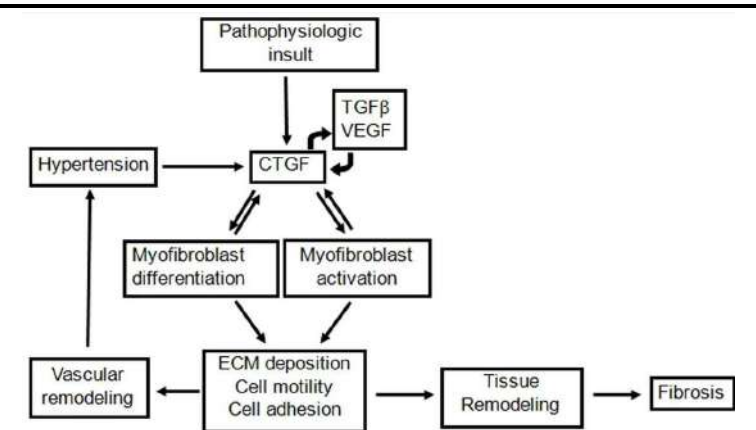 Pathophysiologic
insult
TGFβ
VEGF
Hypertension
CTGF
Myofibroblast
differentiation
Myofibroblast
activation
Vascular
remodeling
ECM deposition
Cell motility
Cell adhesion
Tissue
Remodeling
Fibrosis